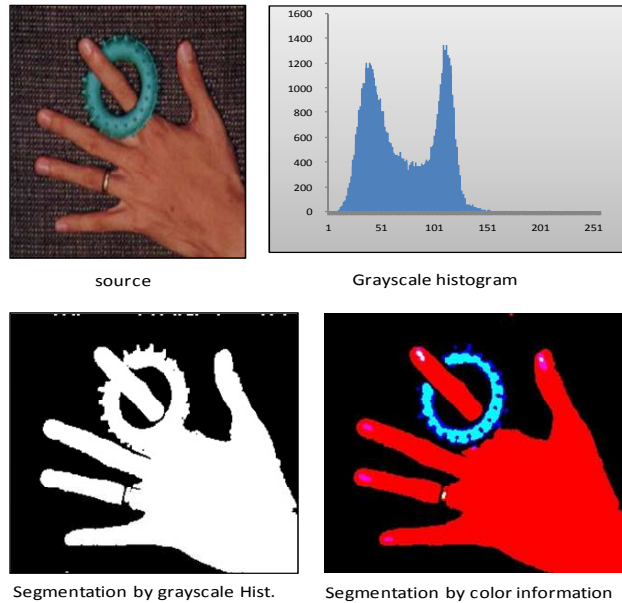 1600
1400
1200
1000
800
600
400
200
0
1 51 101 151 201 251
source
Grayscale histogram
Segmentation by grayscale Hist.
Segmentation by color information